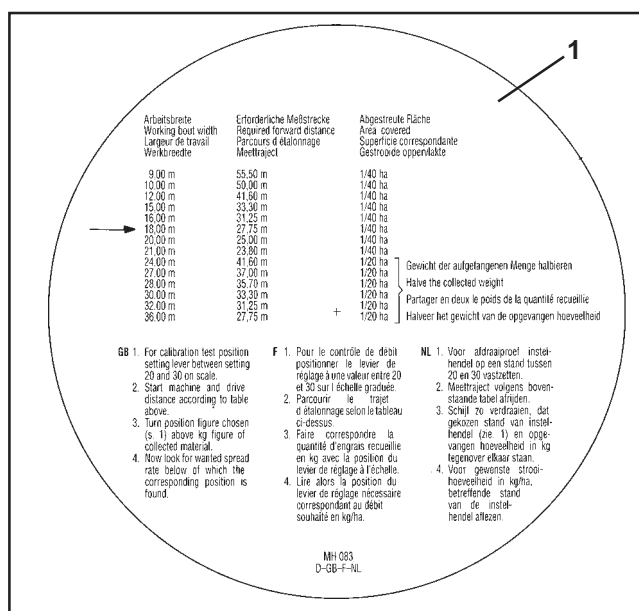 1
Arbeitsbreite Erforderliche Meßstrecke Abgestreute Fläche
Working bout width Required forward distance Area covered
Largeur de travail Parcours d étalonnage Superficie correspondante
Werkbreedte Meettraject Gestrooide oppervlakte
9,00 m 55,50 m 1/40 ha
10,00 m 50,00 m 1/40 ha
12,00 m 41,60 m 1/40 ha
15,00 m 33,30 m 1/40 ha
16,00 m 31,25 m 1/40 ha
18,00 m 27,75 m 1/40 ha
20,00 m 25,00 m 1/40 ha
21,00 m 23,80 m 1/40 ha
24,00 m 41,60 m 1/20 ha
27,00 m 37,00 m 1/20 ha
28,00 m 35,70 m 1/20 ha
30,00 m 33,30 m 1/20 ha
32,00 m 31,25 m 1/20 ha
36,00 m 27,75 m 1/20 ha
Gewicht der aufgefangenen Menge halbieren
Halve the collected weight
Partager en deux le poids de la quantité recueillie
Halveer het gewicht van de opgevangen hoeveelheid
GB 1. For calibration test position
setting lever between setting
20 and 30 on scale.
2. Start machine and drive
distance according to table
above.
3. Turn position figure chosen
(s. 1) above kg figure of
collected material.
4. Now look for wanted spread
rate below of which the
corresponding position is
found.
F 1. Pour le contrôle de débit
positionner le levier de
réglage à une valeur entre 20
et 30 sur l échelle graduée.
2. Parcourir le trajet
d étalonnage selon le tableau
ci-dessus.
3. Faire correspondre la
quantité d'engrais recueille
en kg avec la position du
levier de réglage à l'échelle.
4. Lire alors la position du
levier de réglage nécessaire
correspondant au débit
souhaité en kg/ha.
NL 1. Voor afdraaiproef instel-
hendel op een stand tussen
20 en 30 vastzetten.
2. Meettraject volgens boven-
staande tabel afrijden.
3. Schijf zo verdraaien, dat
gekozen stand van instel-
hendel (zie. 1) en opge-
vangen hoeveelheid in kg
tegenover elkaar staan.
4. Voor gewenste strooi-
hoeveelheid in kg/ha,
betreffende stand
van de instel-
hendel aflezen.
MH 083
D-GB-F-NL